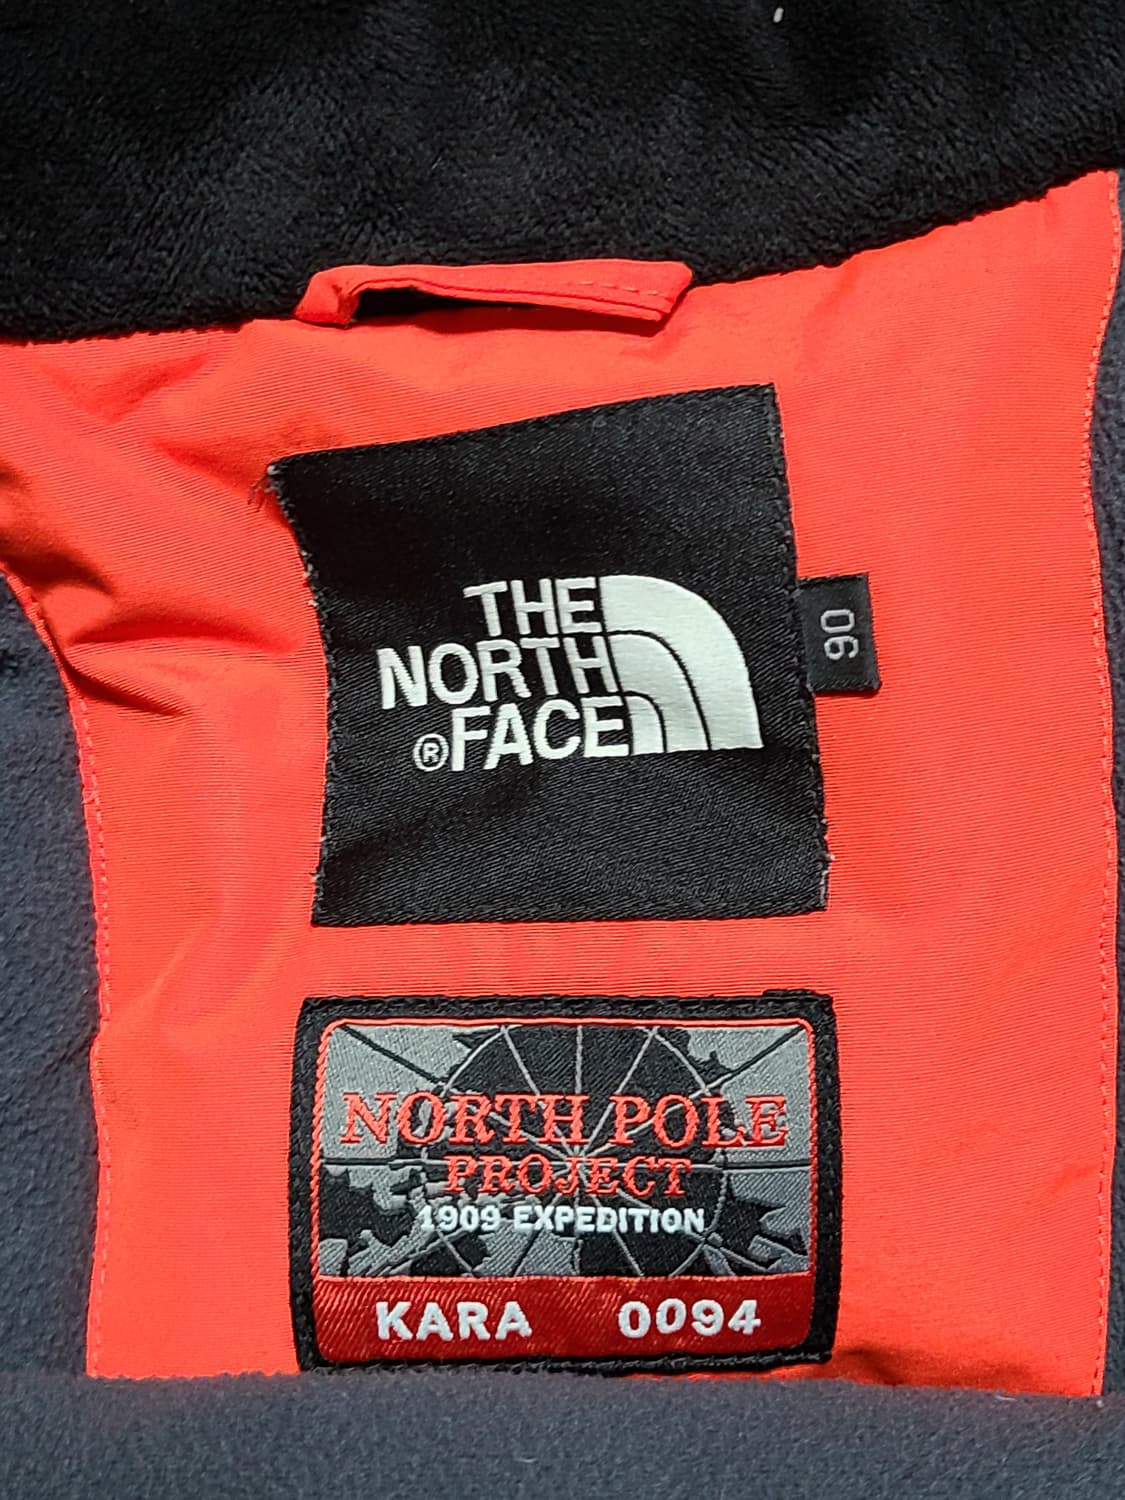 THE
NORTH
®FACE
90
NORTH POLE
PROJECT
1909 EXPEDITION
KARA 0094